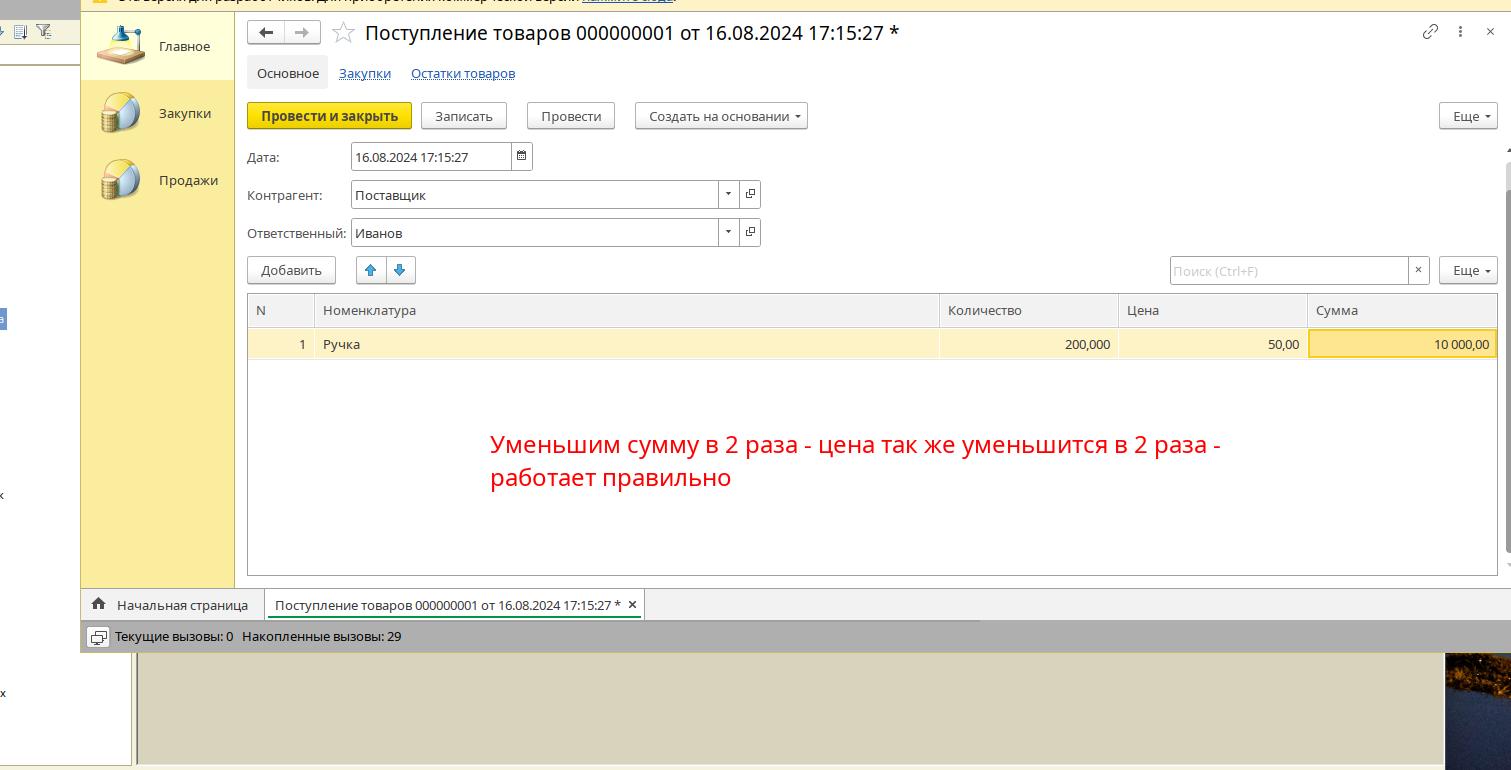 Главное
Поступление товаров 000000001 от 16.08.2024 17:15:27 *
Основное Закупки Остатки товаров
Закупки
Провести и закрыть Записать Провести Создать на основании Еще
Дата: 16.08.2024 17:15:27
Продажи
Контрагент: Поставщик
Ответственный: Иванов
Добавить Поиск (Ctrl+F) × Еще
N Номенклатура Количество Цена Сумма
1 Ручка 200,000 50,00 10 000,00
Уменьшим сумму в 2 раза - цена так же уменьшится в 2 раза -
работает правильно
Начальная страница Поступление товаров 000000001 от 16.08.2024 17:15:27 * ×
Текущие вызовы: 0 Накопленные вызовы: 29